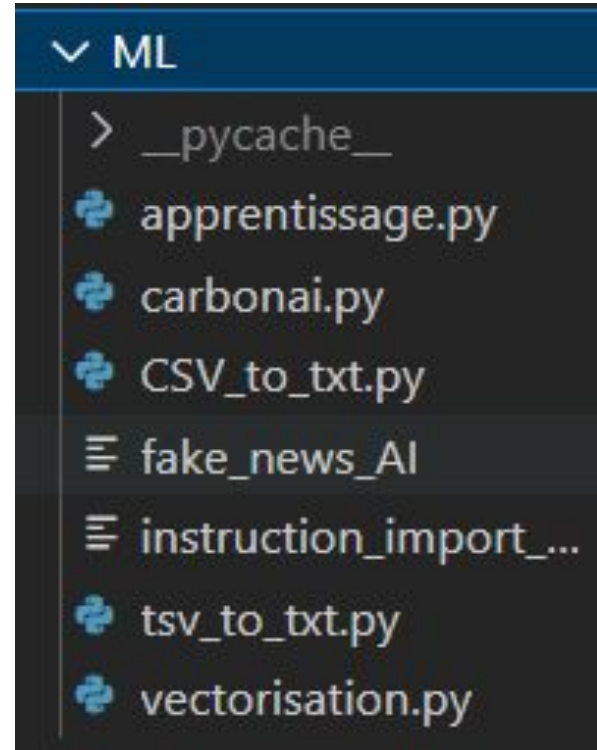 ML
__pycache__
apprentissage.py
carbonai.py
CSV_to_txt.py
fake_news_AI
instruction_import_...
tsv_to_txt.py
vectorisation.py